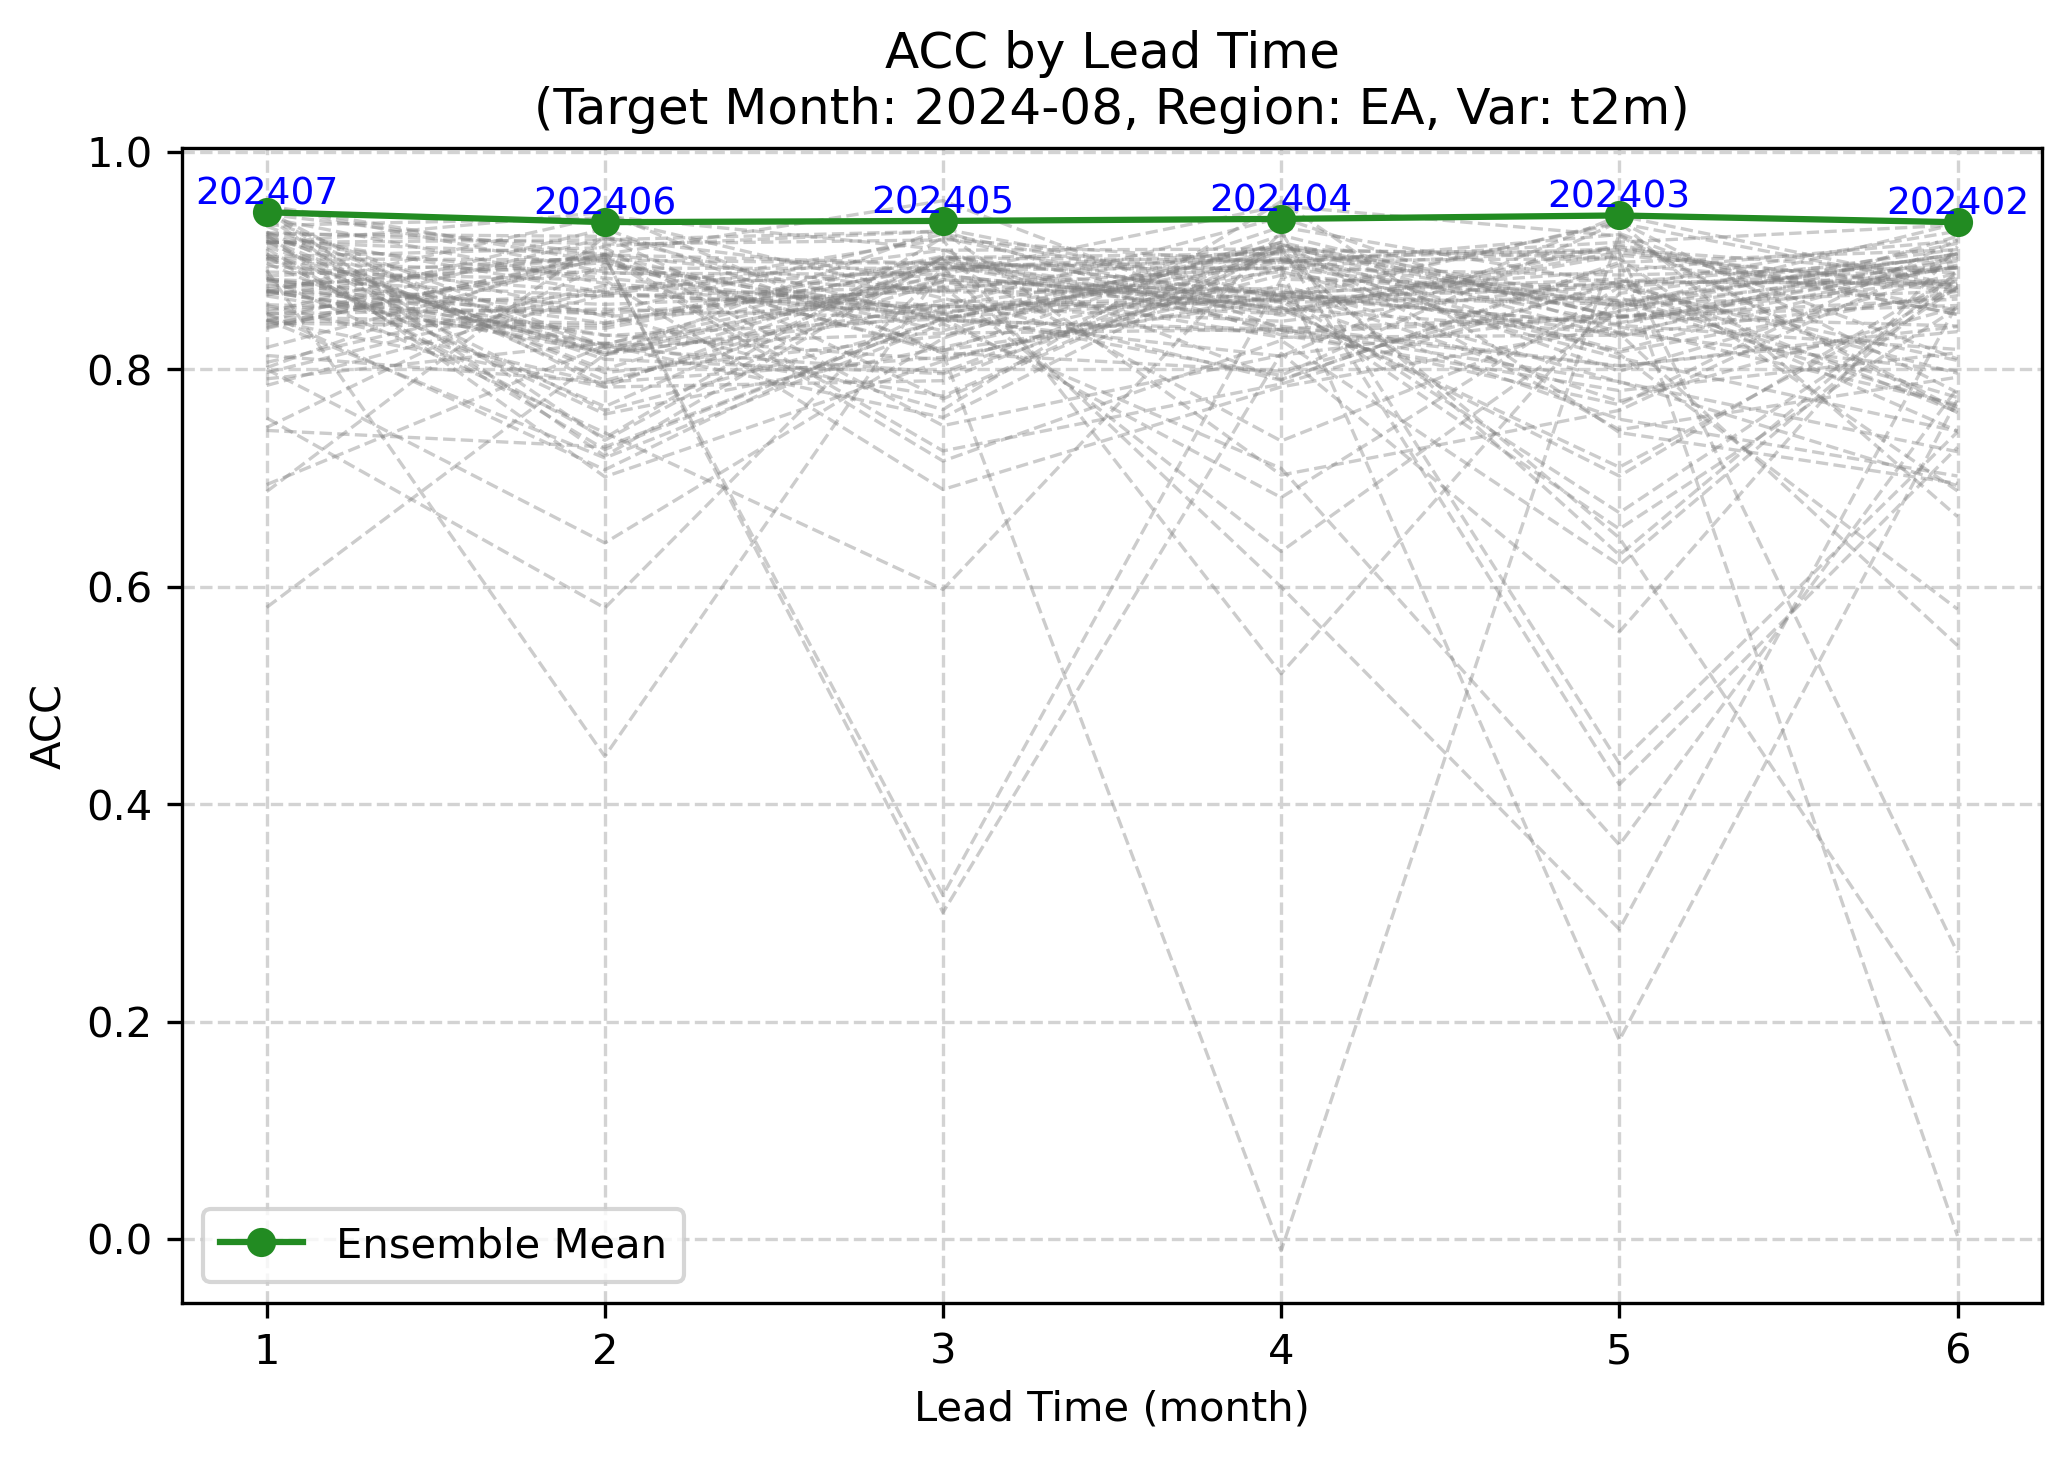 ACC by Lead Time
(Target Month: 2024-08, Region: EA, Var: t2m)
1.0
0.8
0.6
0.4
0.2
0.0
ACC
202407
202406
202405
202404
202403
202402
Ensemble Mean
1 2 3 4 5 6
Lead Time (month)